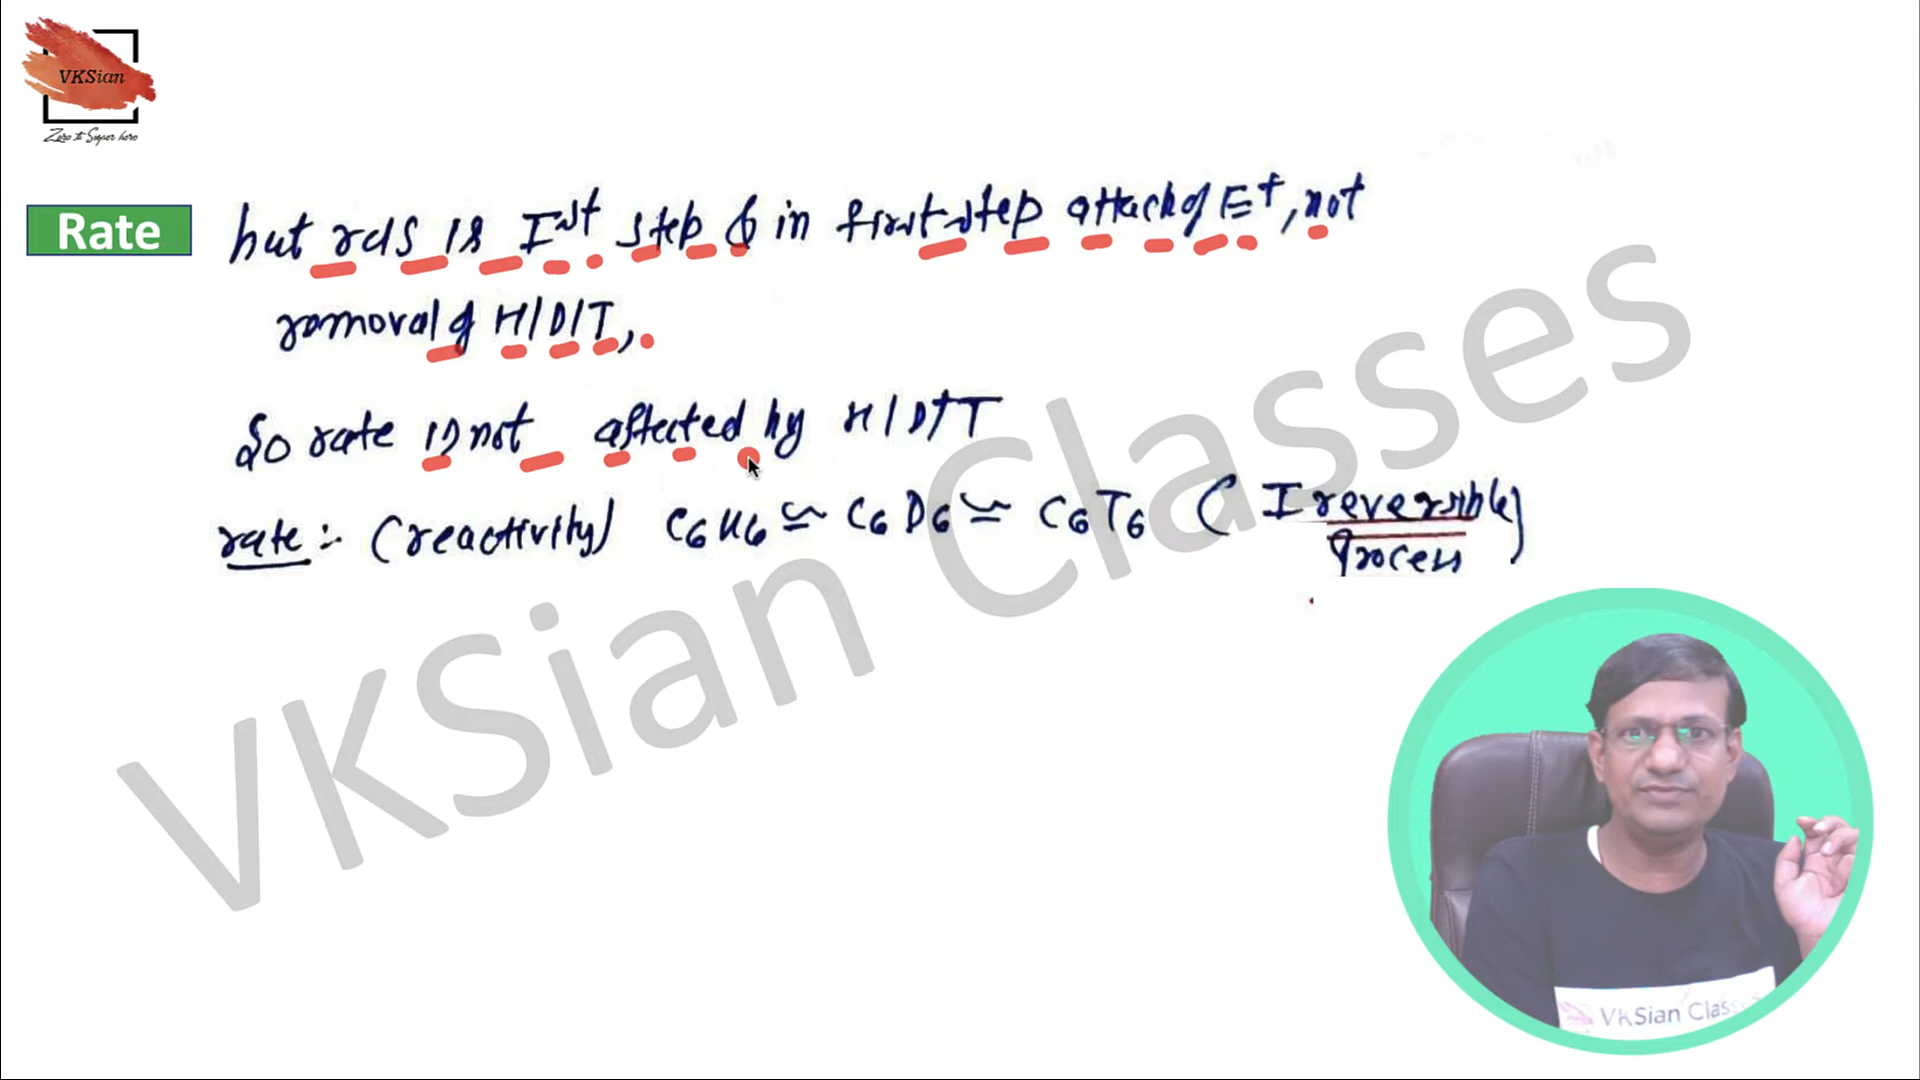 VKSian
Zero to Super hero
Rate
but rds is Ist step & in first step attach of E+, not
removal of H/D/T,
So rate is not affected by H/D/T
rate :- (reactivity) C6H6 ≃ C6D6 ≃ C6T6 (Irreversible)
Process
VKSian Classes
VKSian Clas